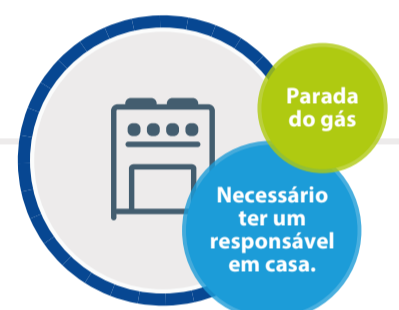 Parada
do gás
Necessário
ter um
responsável
em casa.